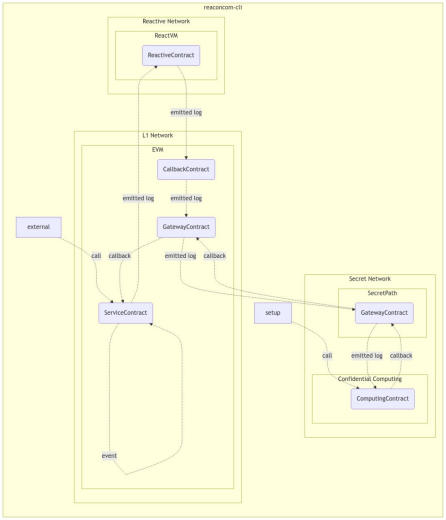 reaconcom-cli
Reactive Network
ReactVM
ReactiveContract
emitted log
L1 Network
EVM
CallbackContract
emitted log
emitted log
external
GatewayContract
call
callback
emitted log
callback
Secret Network
SecretPath
ServiceContract
setup
GatewayContract
call
emitted log
callback
Confidential Computing
ComputingContract
event